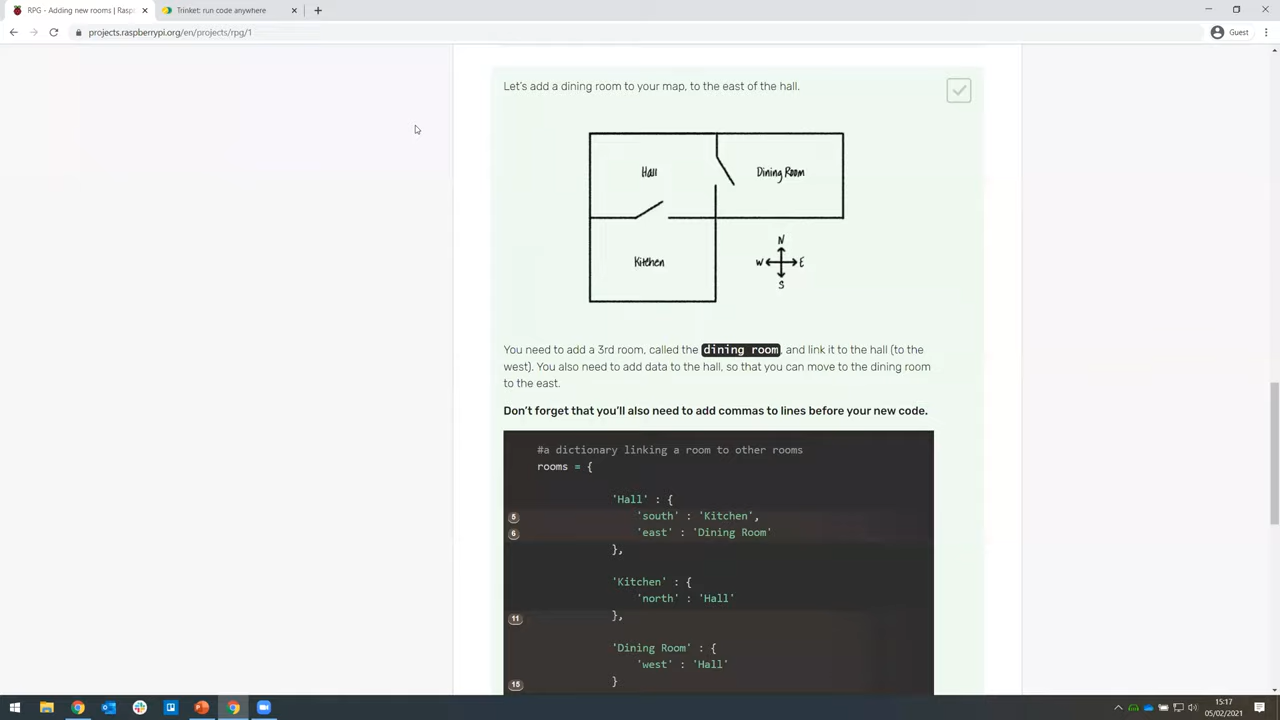 RPG - Adding new rooms | Rasp
Trinket: run code anywhere
projects.raspberrypi.org/en/projects/rpg/1
Guest
Let's add a dining room to your map, to the east of the hall.
Hall
Dining Room
Kitchen
N
W
E
S
You need to add a 3rd room, called the dining room, and link it to the hall (to the
west). You also need to add data to the hall, so that you can move to the dining room
to the east.
Don't forget that you'll also need to add commas to lines before your new code.
#a dictionary linking a room to other rooms
rooms = {
'Hall' : {
5 'south' : 'Kitchen',
6 'east' : 'Dining Room'
},
'Kitchen' : {
'north' : 'Hall'
11 },
'Dining Room' : {
'west' : 'Hall'
15 }
15:17
05/02/2021